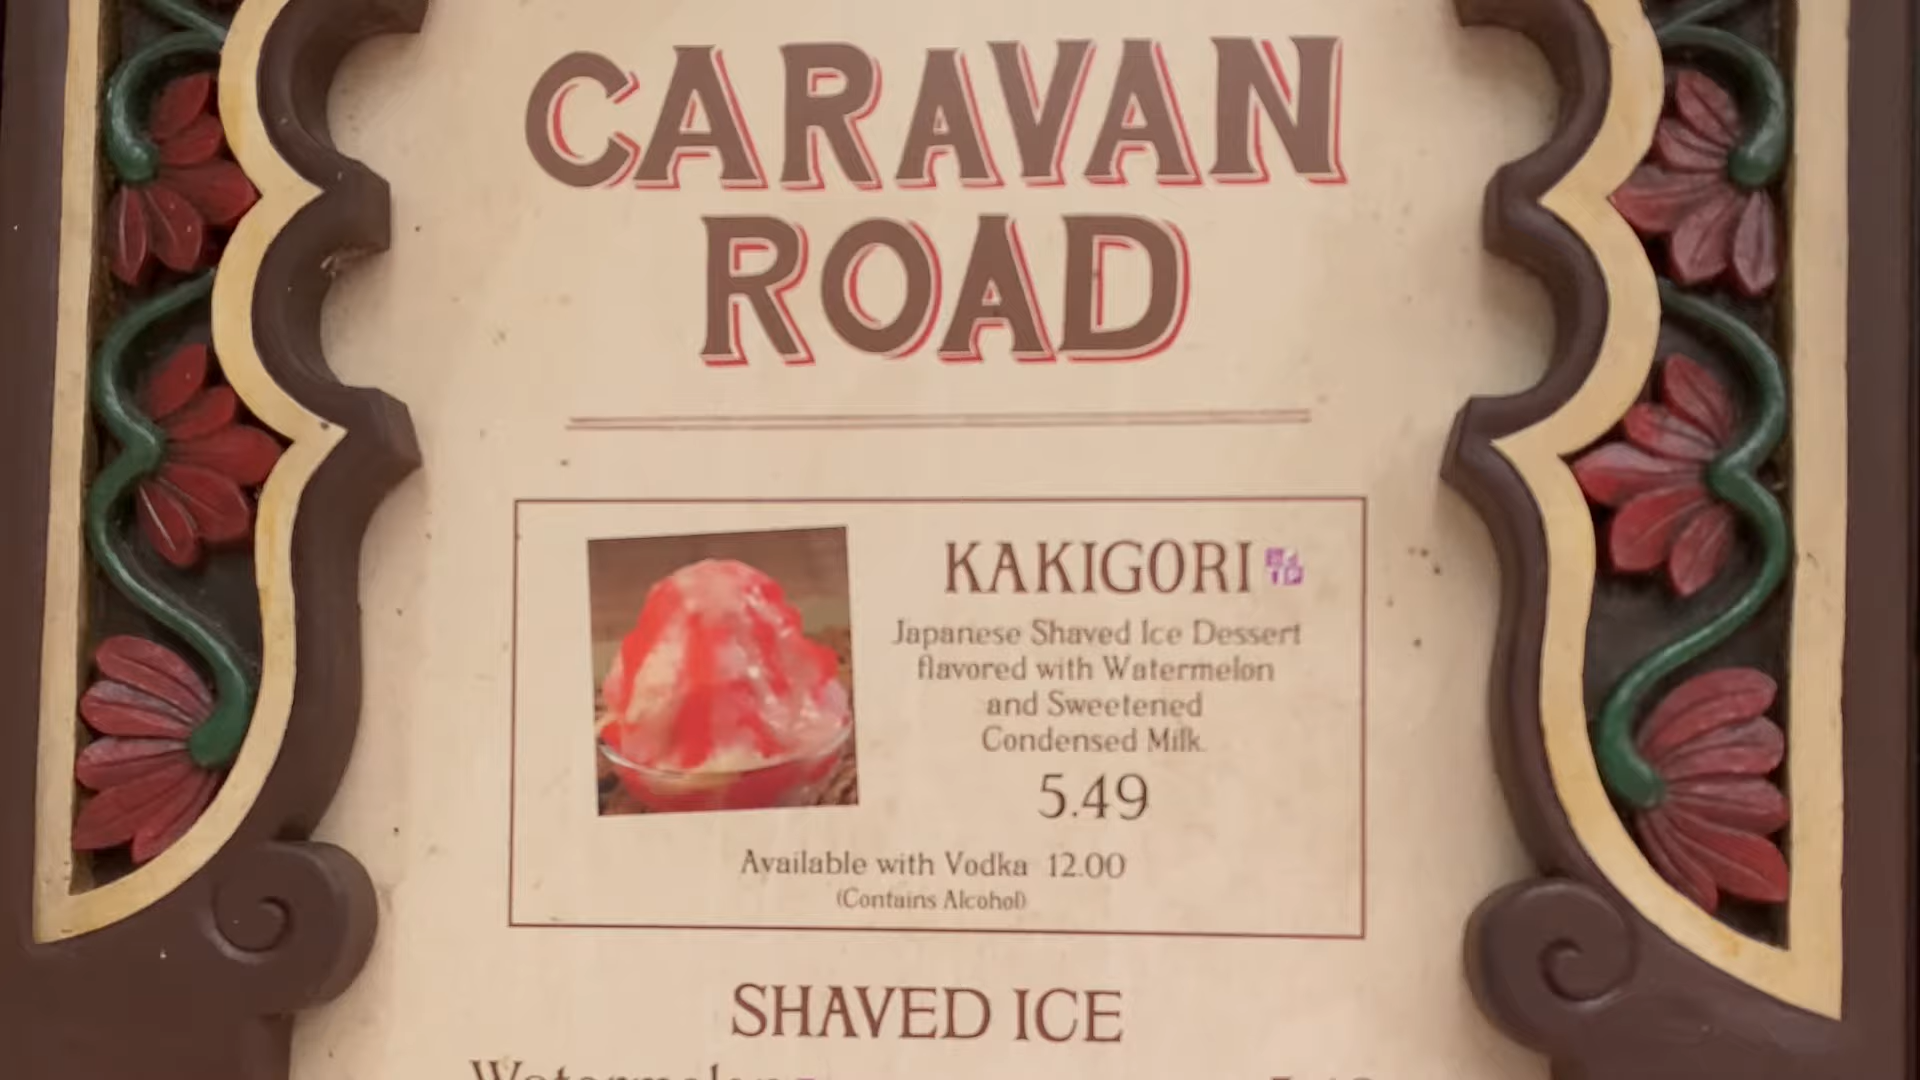 CARAVAN
ROAD
KAKIGORI
Japanese Shaved Ice Dessert
flavored with Watermelon
and Sweetened
Condensed Milk.
5.49
Available with Vodka 12.00
(Contains Alcohol)
SHAVED ICE
Watermelon